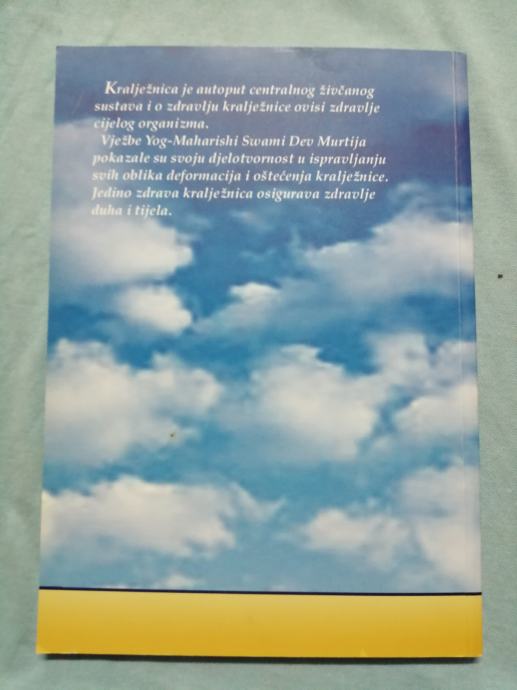 Kralježnica je autoput centralnog živčanog
sustava i o zdravlju kralježnice ovisi zdravlje
cijelog organizma.
Vježbe Yog-Maharishi Swami Dev Murtija
pokazale su svoju djelotvornost u ispravljanju
svih oblika deformacija i oštećenja kralježnice.
Jedino zdrava kralježnica osigurava zdravlje
duha i tijela.